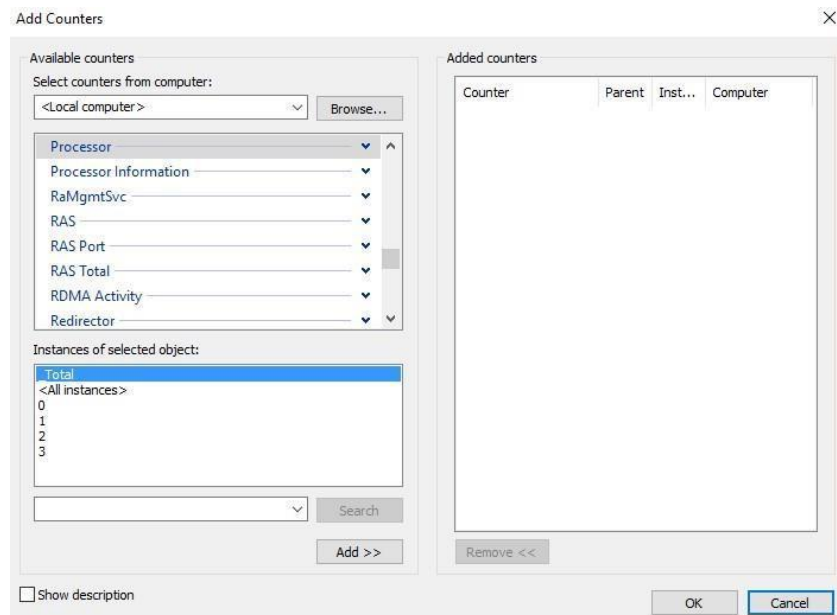 Add Counters
Available counters
Select counters from computer:
<Local computer>
Browse...
Processor
Processor Information
RaMgmtSvc
RAS
RAS Port
RAS Total
RDMA Activity
Redirector
Instances of selected object:
_Total
<All instances>
0
1
2
3
Search
Add >>
Show description
Added counters
Counter Parent Inst... Computer
Remove <<
OK Cancel